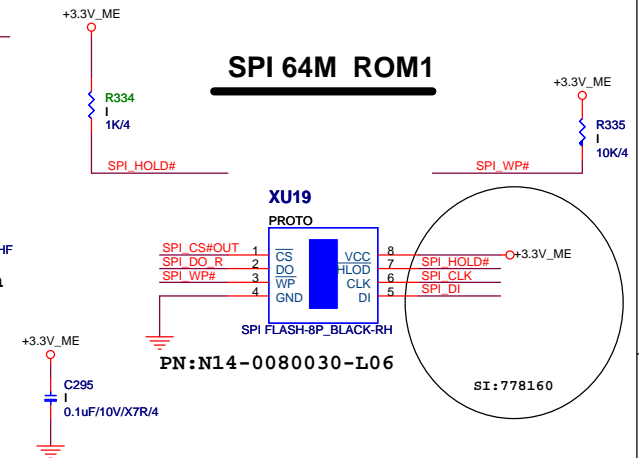 +3.3V_ME
SPI 64M ROM1
+3.3V_ME
R334
I
1K/4
R335
I
10K/4
SPI_HOLD#
SPI_WP#
XU19
PROTO
HF
SPI_CS#OUT 1 CS VCC 8 +3.3V_ME
SPI_DO_R 2 DO HLOD 7 SPI_HOLD#
SPI_WP# 3 WP CLK 6 SPI_CLK
4 GND DI 5 SPI_DI
SPI FLASH-8P_BLACK-RH
+3.3V_ME
PN:N14-0080030-L06
C295
I
0.1uF/10V/X7R/4
SI:778160